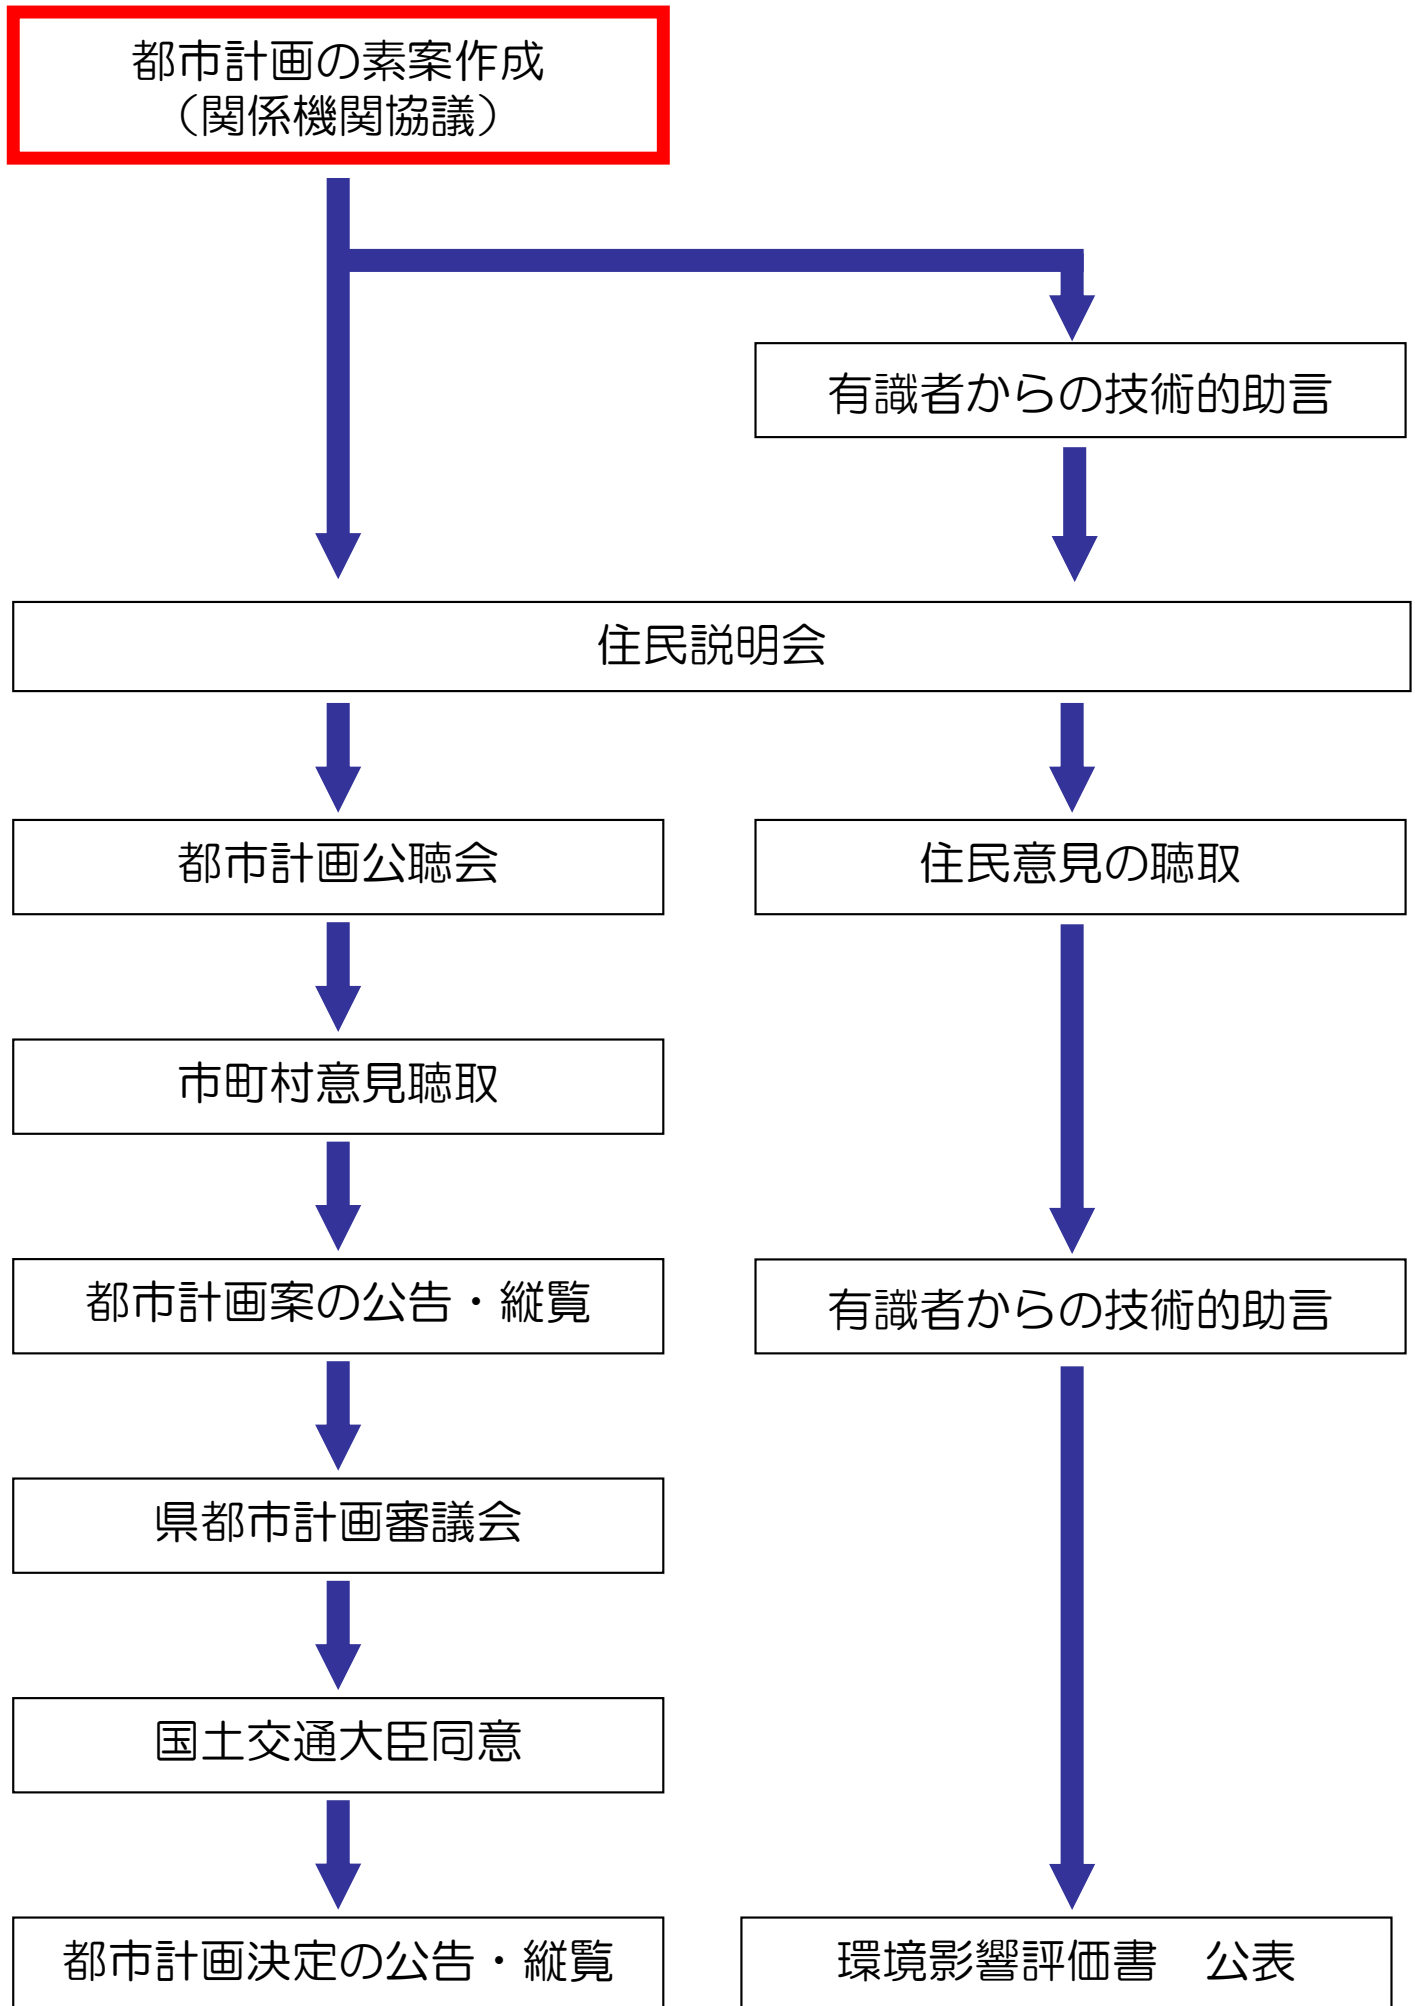 都市計画の素案作成
（関係機関協議）
有識者からの技術的助言
住民説明会
都市計画公聴会
住民意見の聴取
市町村意見聴取
都市計画案の公告・縦覧
有識者からの技術的助言
県都市計画審議会
国土交通大臣同意
都市計画決定の公告・縦覧
環境影響評価書　公表